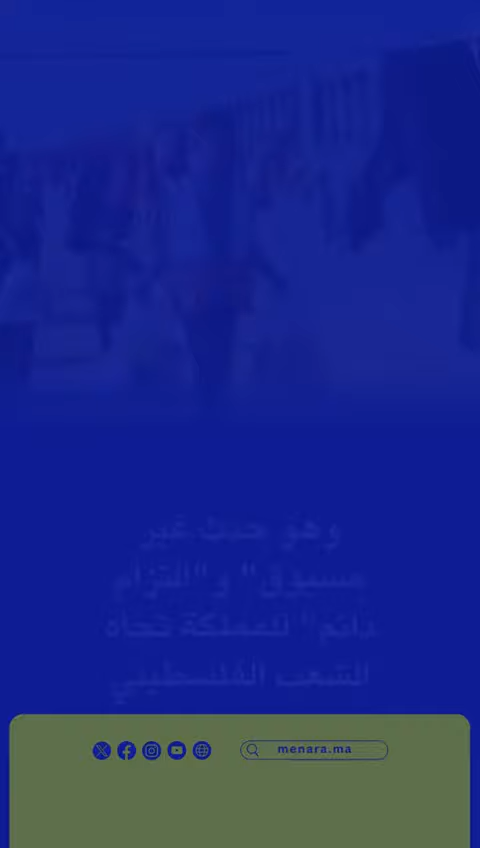 وهو حدث غير
مسبوق" و"التزام
دائم" للمملكة تجاه
الشعب الفلسطيني
menara.ma